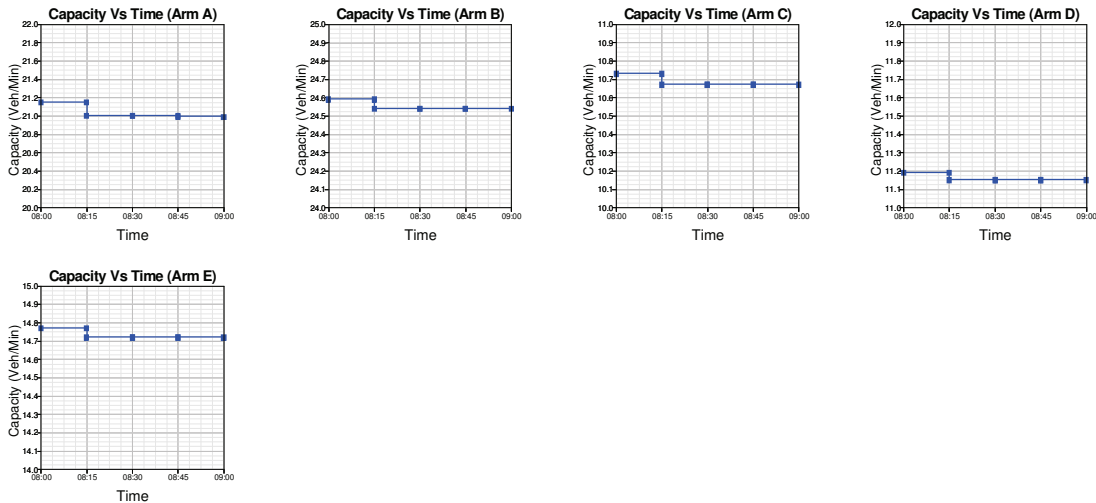 Capacity Vs Time (Arm A)
Capacity (Veh/Min)
22.0
21.8
21.6
21.4
21.2
21.0
20.8
20.6
20.4
20.2
20.0
08:00 08:15 08:30 08:45 09:00
Time
Capacity Vs Time (Arm B)
Capacity (Veh/Min)
25.0
24.9
24.8
24.7
24.6
24.5
24.4
24.3
24.2
24.1
24.0
08:00 08:15 08:30 08:45 09:00
Time
Capacity Vs Time (Arm C)
Capacity (Veh/Min)
11.0
10.9
10.8
10.7
10.6
10.5
10.4
10.3
10.2
10.1
10.0
08:00 08:15 08:30 08:45 09:00
Time
Capacity Vs Time (Arm D)
Capacity (Veh/Min)
12.0
11.9
11.8
11.7
11.6
11.5
11.4
11.3
11.2
11.1
11.0
08:00 08:15 08:30 08:45 09:00
Time
Capacity Vs Time (Arm E)
Capacity (Veh/Min)
15.0
14.9
14.8
14.7
14.6
14.5
14.4
14.3
14.2
14.1
14.0
08:00 08:15 08:30 08:45 09:00
Time